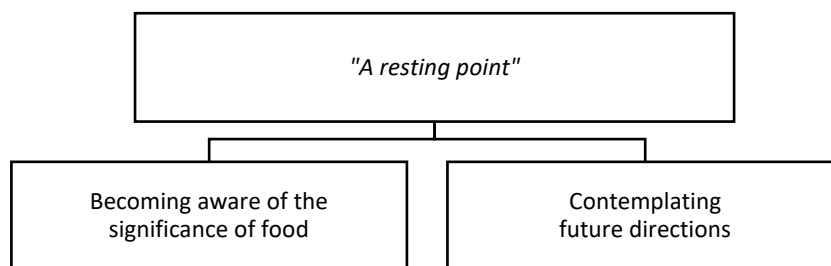 "A resting point"
Becoming aware of the
significance of food
Contemplating
future directions